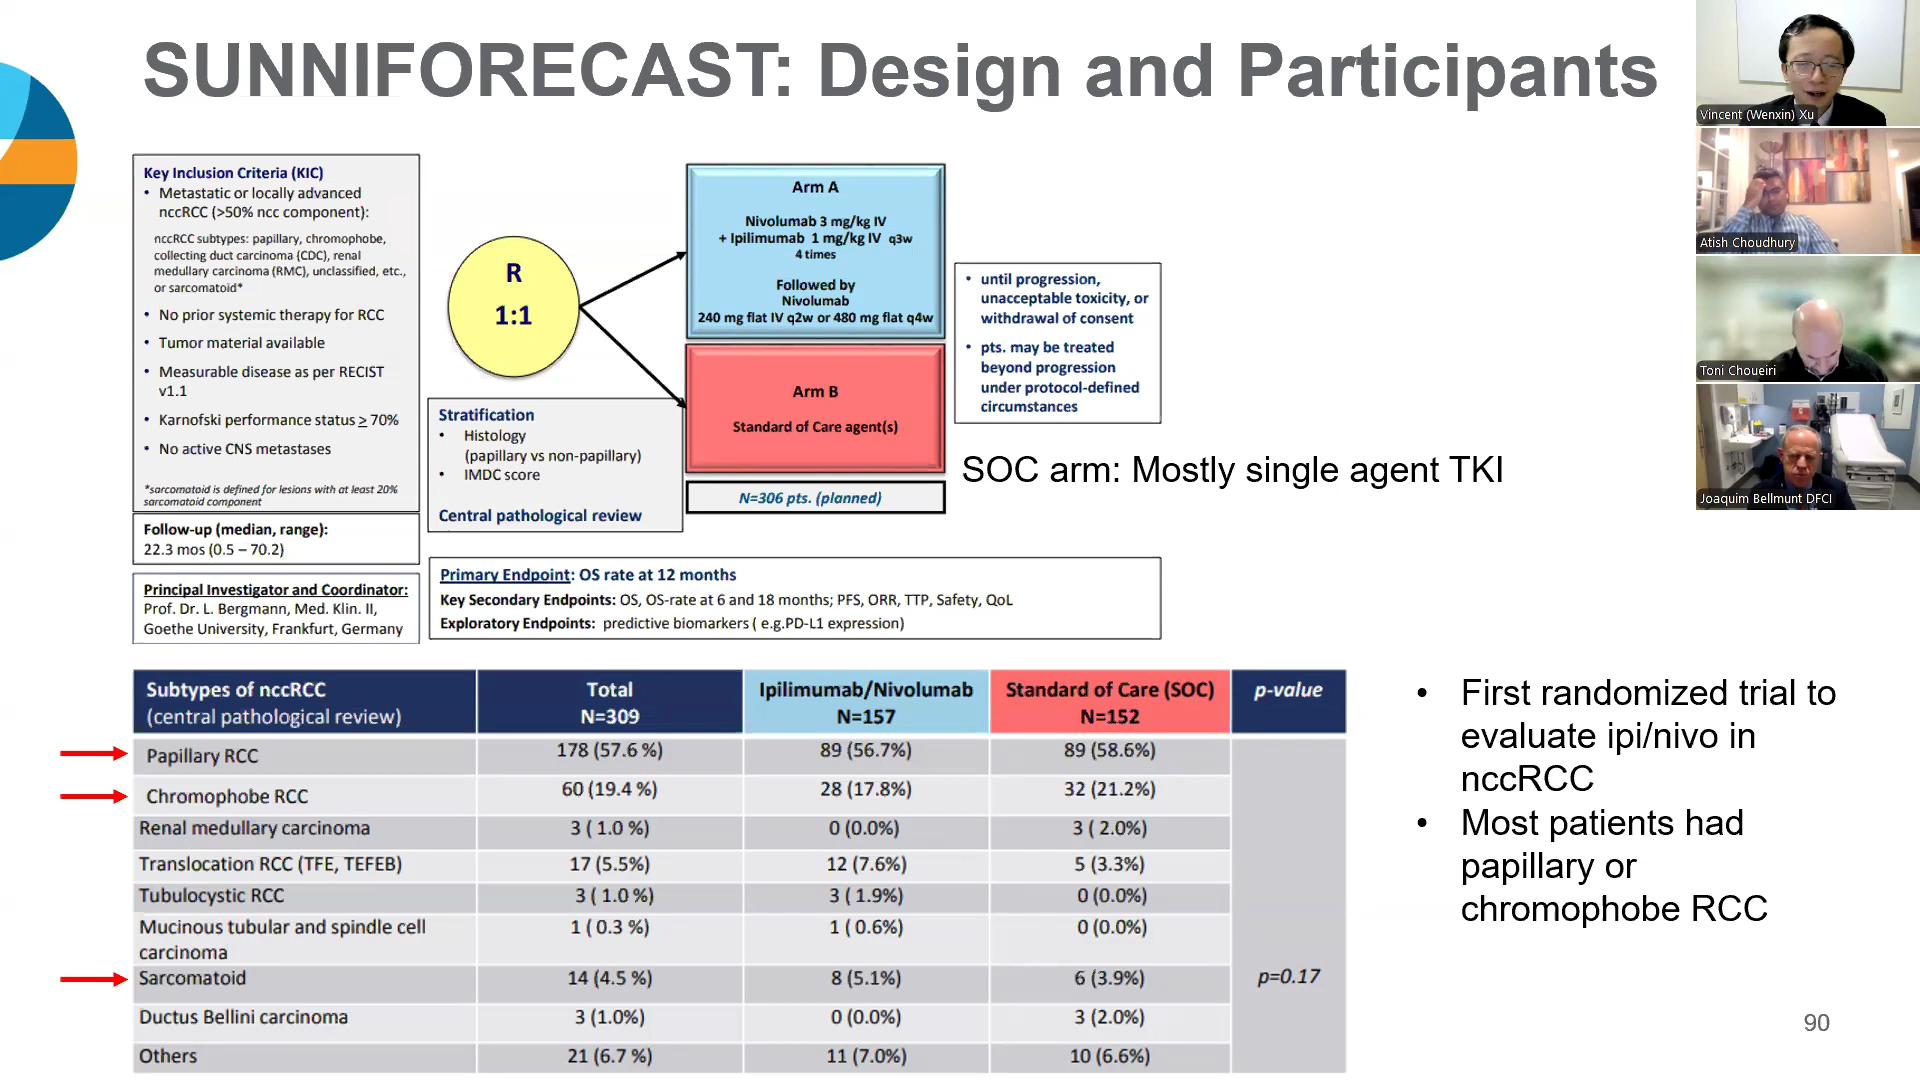 SUNNIFORECAST: Design and Participants
Key Inclusion Criteria (KIC)
• Metastatic or locally advanced
nccRCC (>50% ncc component):
nccRCC subtypes: papillary, chromophobe,
collecting duct carcinoma (CDC), renal
medullary carcinoma (RMC), unclassified, etc.,
or sarcomatoid*
• No prior systemic therapy for RCC
• Tumor material available
• Measurable disease as per RECIST
v1.1
• Karnofski performance status ≥ 70%
• No active CNS metastases
*sarcomatoid is defined for lesions with at least 20%
sarcomatoid component
Follow-up (median, range):
22.3 mos (0.5 – 70.2)
Principal Investigator and Coordinator:
Prof. Dr. L. Bergmann, Med. Klin. II,
Goethe University, Frankfurt, Germany
R
1:1
Stratification
• Histology
(papillary vs non-papillary)
• IMDC score
Central pathological review
Arm A
Nivolumab 3 mg/kg IV
+ Ipilimumab 1 mg/kg IV q3w
4 times
Followed by
Nivolumab
240 mg flat IV q2w or 480 mg flat q4w
Arm B
Standard of Care agent(s)
N=306 pts. (planned)
• until progression,
unacceptable toxicity, or
withdrawal of consent
• pts. may be treated
beyond progression
under protocol-defined
circumstances
SOC arm: Mostly single agent TKI
Primary Endpoint: OS rate at 12 months
Key Secondary Endpoints: OS, OS-rate at 6 and 18 months; PFS, ORR, TTP, Safety, QoL
Exploratory Endpoints: predictive biomarkers ( e.g.PD-L1 expression)
Subtypes of nccRCC Total Ipilimumab/Nivolumab Standard of Care (SOC) p-value
(central pathological review) N=309 N=157 N=152
Papillary RCC 178 (57.6 %) 89 (56.7%) 89 (58.6%)
Chromophobe RCC 60 (19.4 %) 28 (17.8%) 32 (21.2%)
Renal medullary carcinoma 3 ( 1.0 %) 0 (0.0%) 3 ( 2.0%)
Translocation RCC (TFE, TEFEB) 17 (5.5%) 12 (7.6%) 5 (3.3%)
Tubulocystic RCC 3 ( 1.0 %) 3 ( 1.9%) 0 (0.0%)
Mucinous tubular and spindle cell 1 ( 0.3 %) 1 ( 0.6%) 0 (0.0%)
carcinoma
Sarcomatoid 14 (4.5 %) 8 (5.1%) 6 (3.9%) p=0.17
Ductus Bellini carcinoma 3 (1.0%) 0 (0.0%) 3 (2.0%)
Others 21 (6.7 %) 11 (7.0%) 10 (6.6%)
• First randomized trial to
evaluate ipi/nivo in
nccRCC
• Most patients had
papillary or
chromophobe RCC
90
Vincent (Wenxin) Xu
Atish Choudhury
Toni Choueiri
Joaquim Bellmunt DFCI